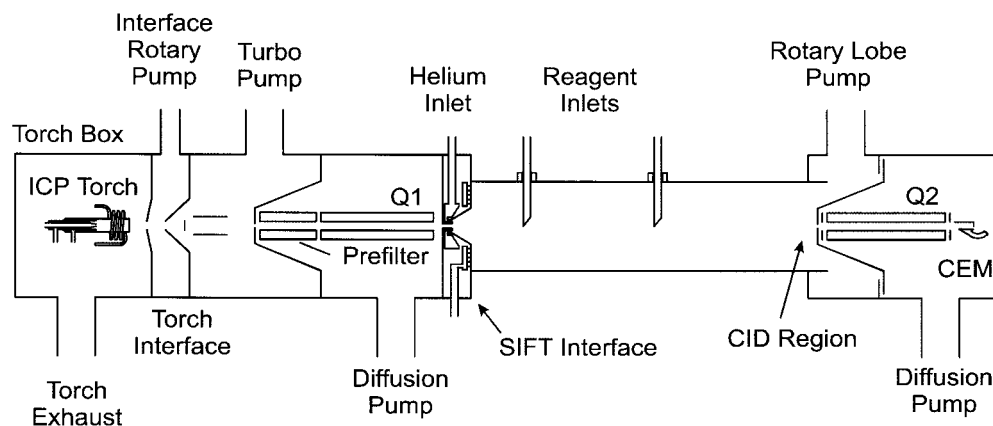 Interface
Rotary
Pump
Turbo
Pump
Helium
Inlet
Reagent
Inlets
Rotary Lobe
Pump
Torch Box
ICP Torch
Q1
Prefilter
Q2
CEM
Torch
Interface
SIFT Interface
CID Region
Torch
Exhaust
Diffusion
Pump
Diffusion
Pump